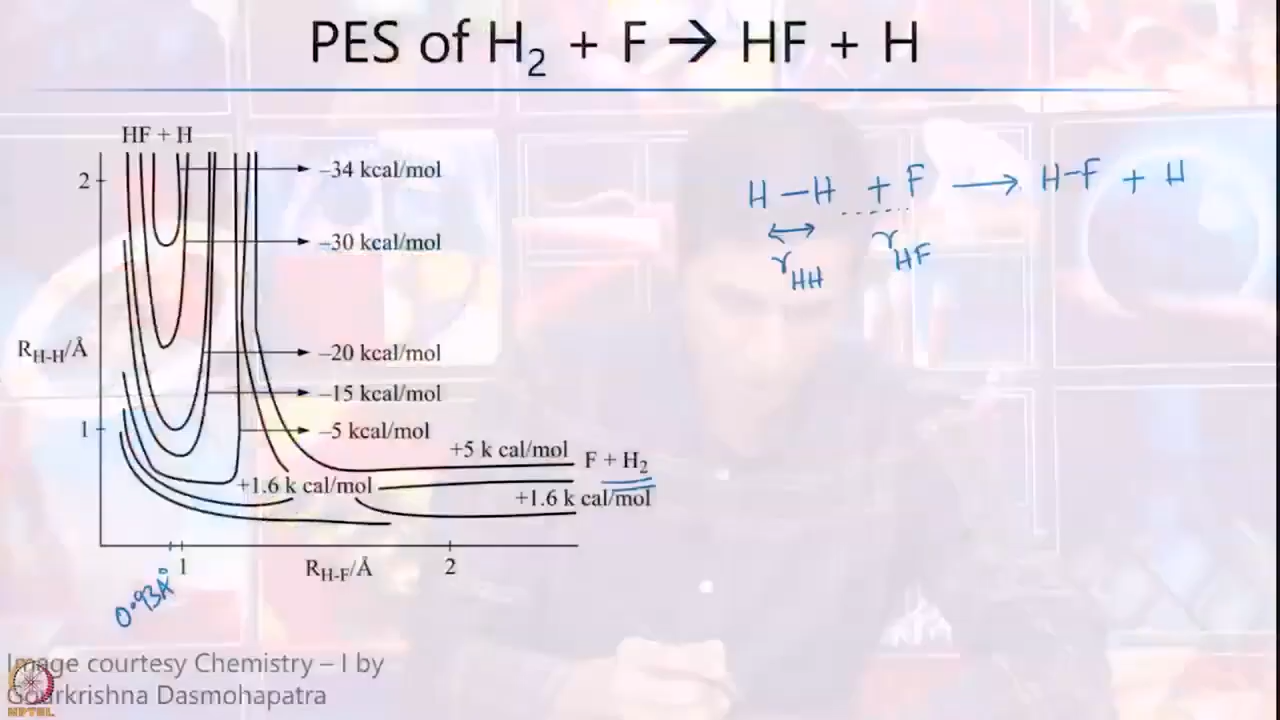 PES of H2 + F → HF + H
HF + H
2
–34 kcal/mol
–30 kcal/mol
RH-H/Å
–20 kcal/mol
–15 kcal/mol
1
–5 kcal/mol
+5 k cal/mol
F + H2
+1.6 k cal/mol
+1.6 k cal/mol
1
RH-F/Å
2
0.93A°
H–H + F → H–F + H
rHH
rHF
Image courtesy Chemistry – I by
Gourkrishna Dasmohapatra
NPTEL